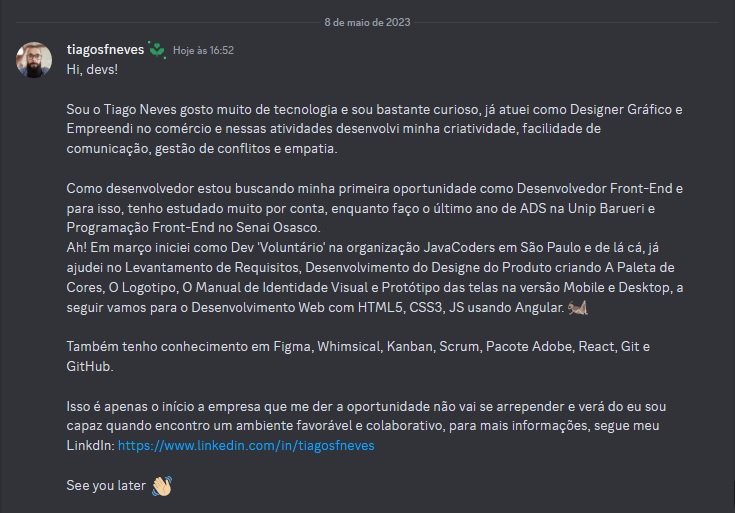 8 de maio de 2023
tiagosfneves Hoje às 16:52
Hi, devs!
Sou o Tiago Neves gosto muito de tecnologia e sou bastante curioso, já atuei como Designer Gráfico e
Empreendi no comércio e nessas atividades desenvolvi minha criatividade, facilidade de
comunicação, gestão de conflitos e empatia.
Como desenvolvedor estou buscando minha primeira oportunidade como Desenvolvedor Front-End e
para isso, tenho estudado muito por conta, enquanto faço o último ano de ADS na Unip Barueri e
Programação Front-End no Senai Osasco.
Ah! Em março iniciei como Dev 'Voluntário' na organização JavaCoders em São Paulo e de lá cá, já
ajudei no Levantamento de Requisitos, Desenvolvimento do Designe do Produto criando A Paleta de
Cores, O Logotipo, O Manual de Identidade Visual e Protótipo das telas na versão Mobile e Desktop, a
seguir vamos para o Desenvolvimento Web com HTML5, CSS3, JS usando Angular.
Também tenho conhecimento em Figma, Whimsical, Kanban, Scrum, Pacote Adobe, React, Git e
GitHub.
Isso é apenas o início a empresa que me der a oportunidade não vai se arrepender e verá do eu sou
capaz quando encontro um ambiente favorável e colaborativo, para mais informações, segue meu
LinkdIn: https://www.linkedin.com/in/tiagosfneves
See you later 👋